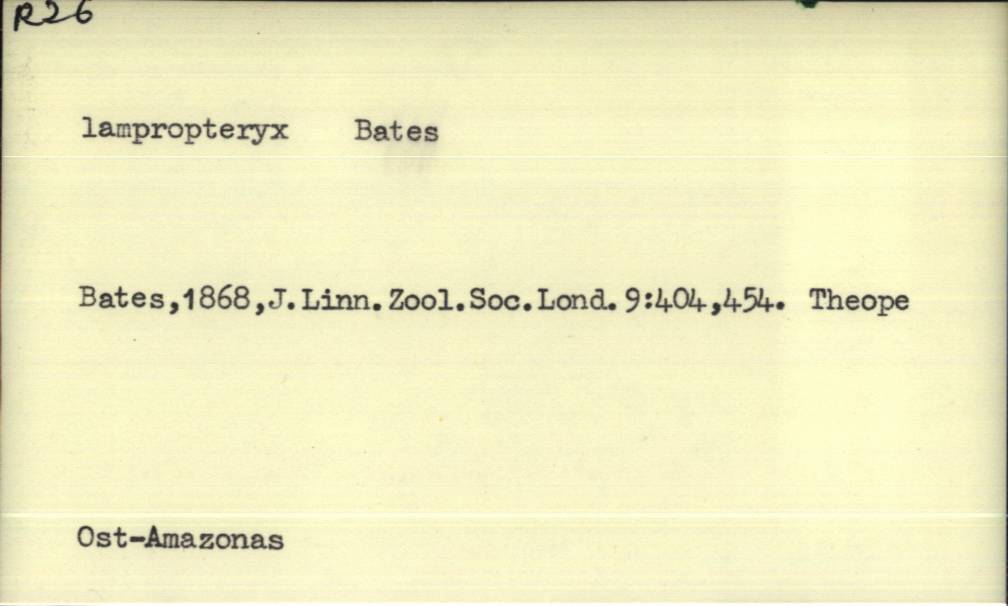 R26
lampropteryx Bates
Bates,1868,J.Linn.Zool.Soc.Lond. 9:404,454. Theope
Ost-Amazonas